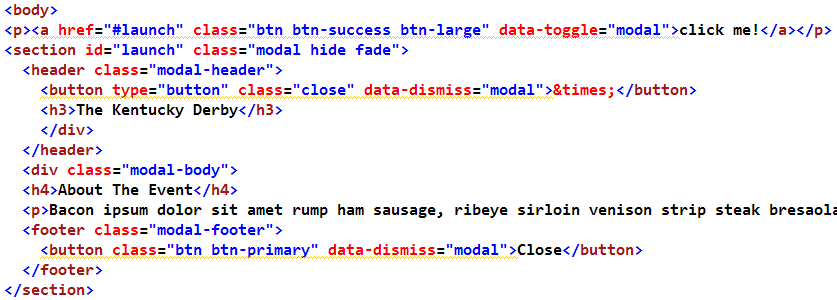 <body>
<p><a href="#launch" class="btn btn-success btn-large" data-toggle="modal">click me!</a></p>
<section id="launch" class="modal hide fade">
<header class="modal-header">
<button type="button" class="close" data-dismiss="modal">&times;</button>
<h3>The Kentucky Derby</h3>
</div>
</header>
<div class="modal-body">
<h4>About The Event</h4>
<p>Bacon ipsum dolor sit amet rump ham sausage, ribeye sirloin venison strip steak bresaola
<footer class="modal-footer">
<button class="btn btn-primary" data-dismiss="modal">Close</button>
</footer>
</section>